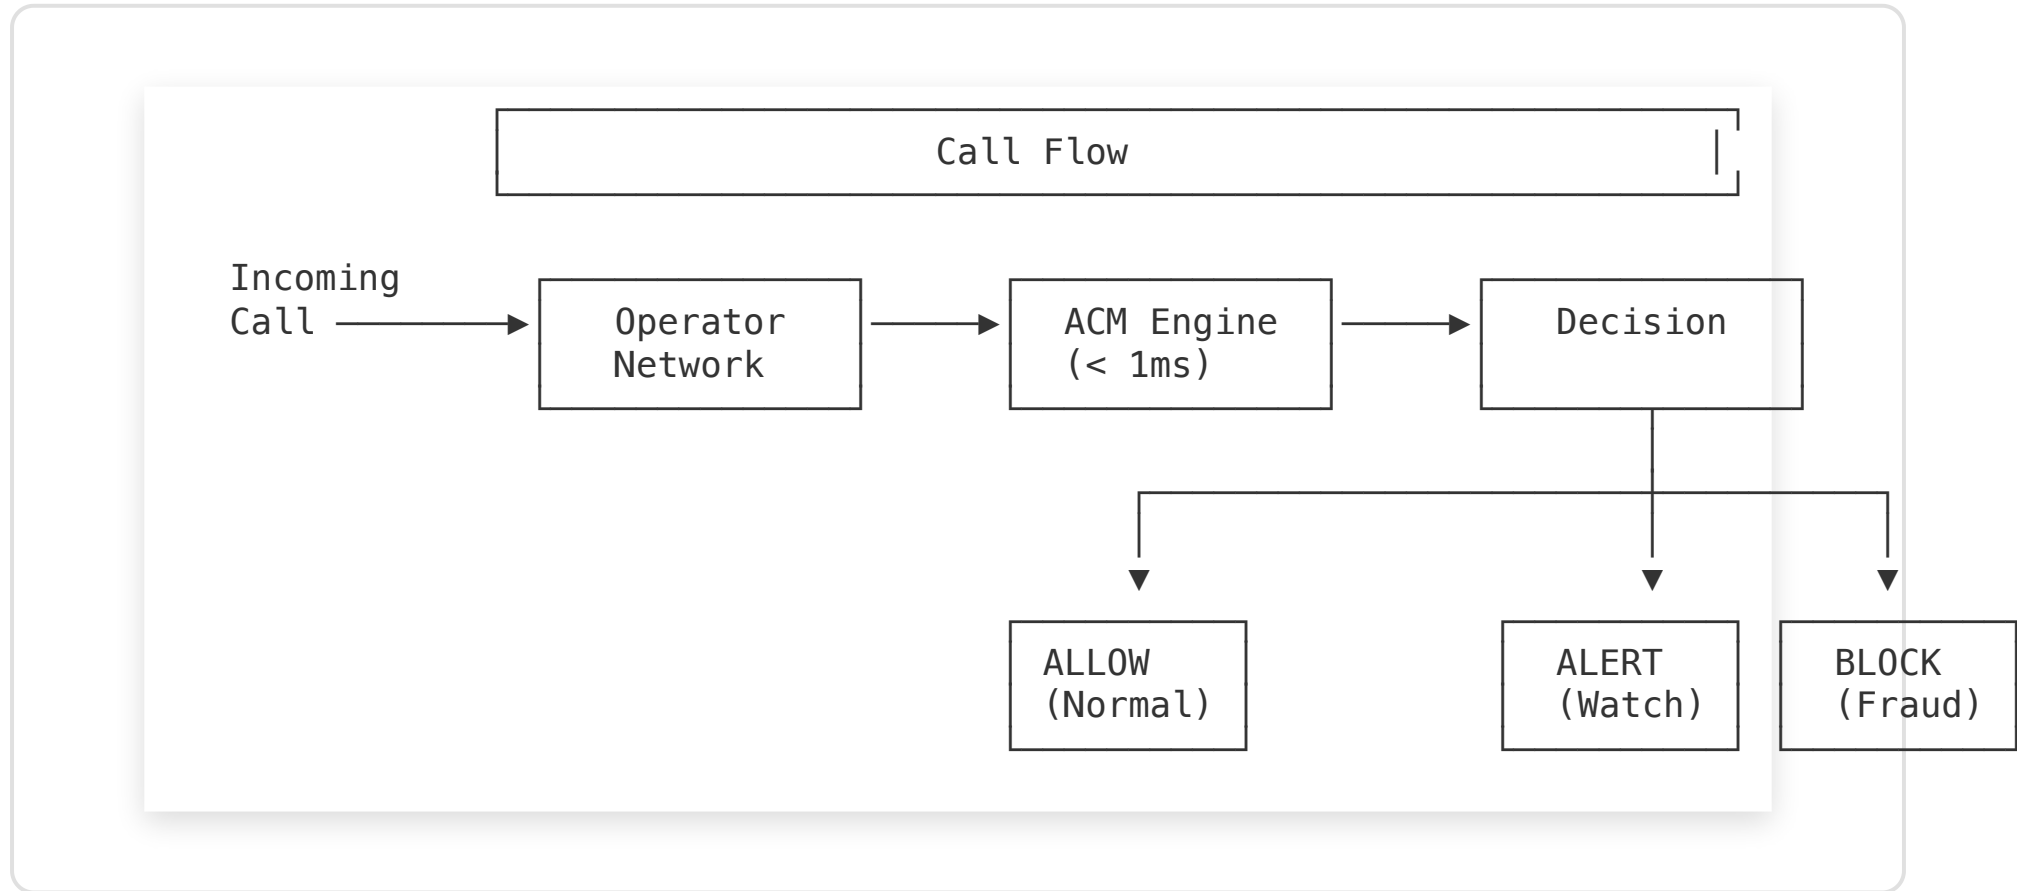 Call Flow
Incoming
Call
Operator
Network
ACM Engine
(< 1ms)
Decision
ALLOW
(Normal)
ALERT
(Watch)
BLOCK
(Fraud)